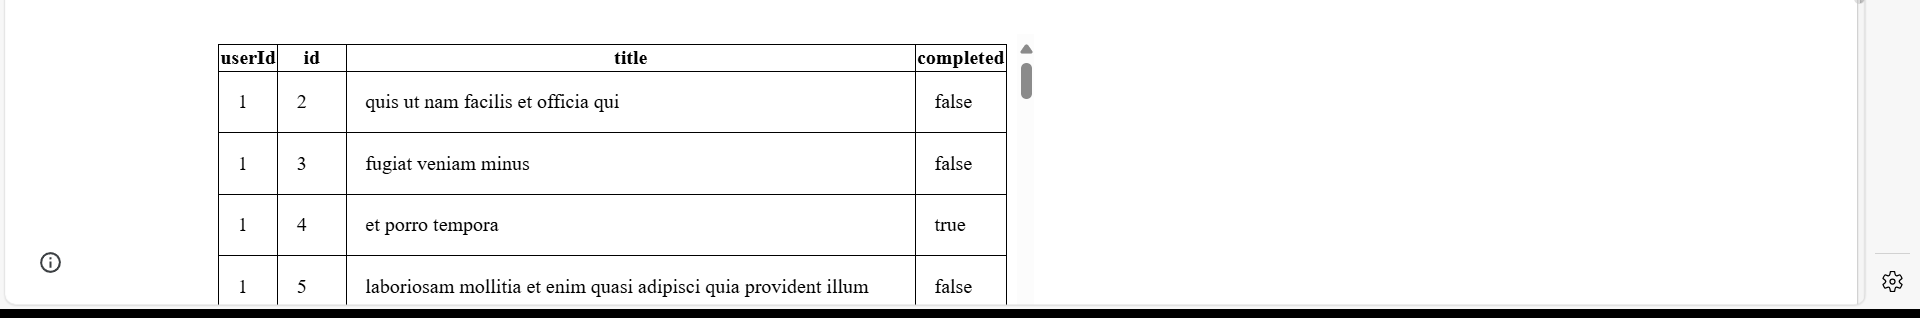 userId id title completed
1 2 quis ut nam facilis et officia qui false
1 3 fugiat veniam minus false
1 4 et porro tempora true
1 5 laboriosam mollitia et enim quasi adipisci quia provident illum false